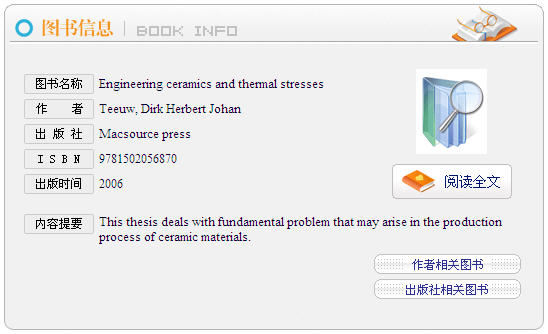 图书信息 BOOK INFO
图书名称 Engineering ceramics and thermal stresses
作 者 Teeuw, Dirk Herbert Johan
出 版 社 Macsource press
I S B N 9781502056870
出版时间 2006
阅读全文
内容提要 This thesis deals with fundamental problem that may arise in the production
process of ceramic materials.
作者相关图书
出版社相关图书